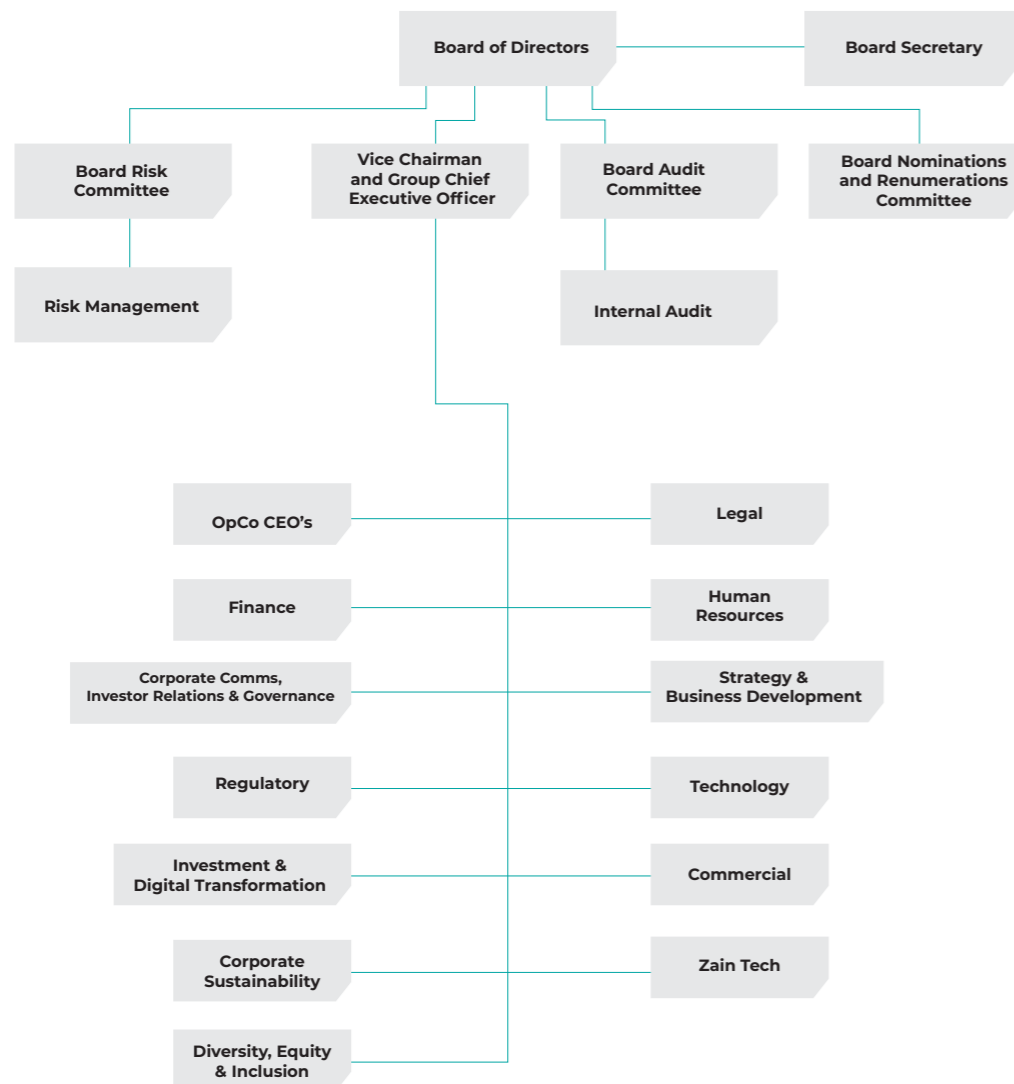 Board of Directors
Board Secretary
Board Risk
Committee
Vice Chairman
and Group Chief
Executive Officer
Board Audit
Committee
Board Nominations
and Renumerations
Committee
Risk Management
Internal Audit
OpCo CEO’s
Legal
Finance
Human
Resources
Corporate Comms,
Investor Relations & Governance
Strategy &
Business Development
Regulatory
Technology
Investment &
Digital Transformation
Commercial
Corporate
Sustainability
Zain Tech
Diversity, Equity
& Inclusion